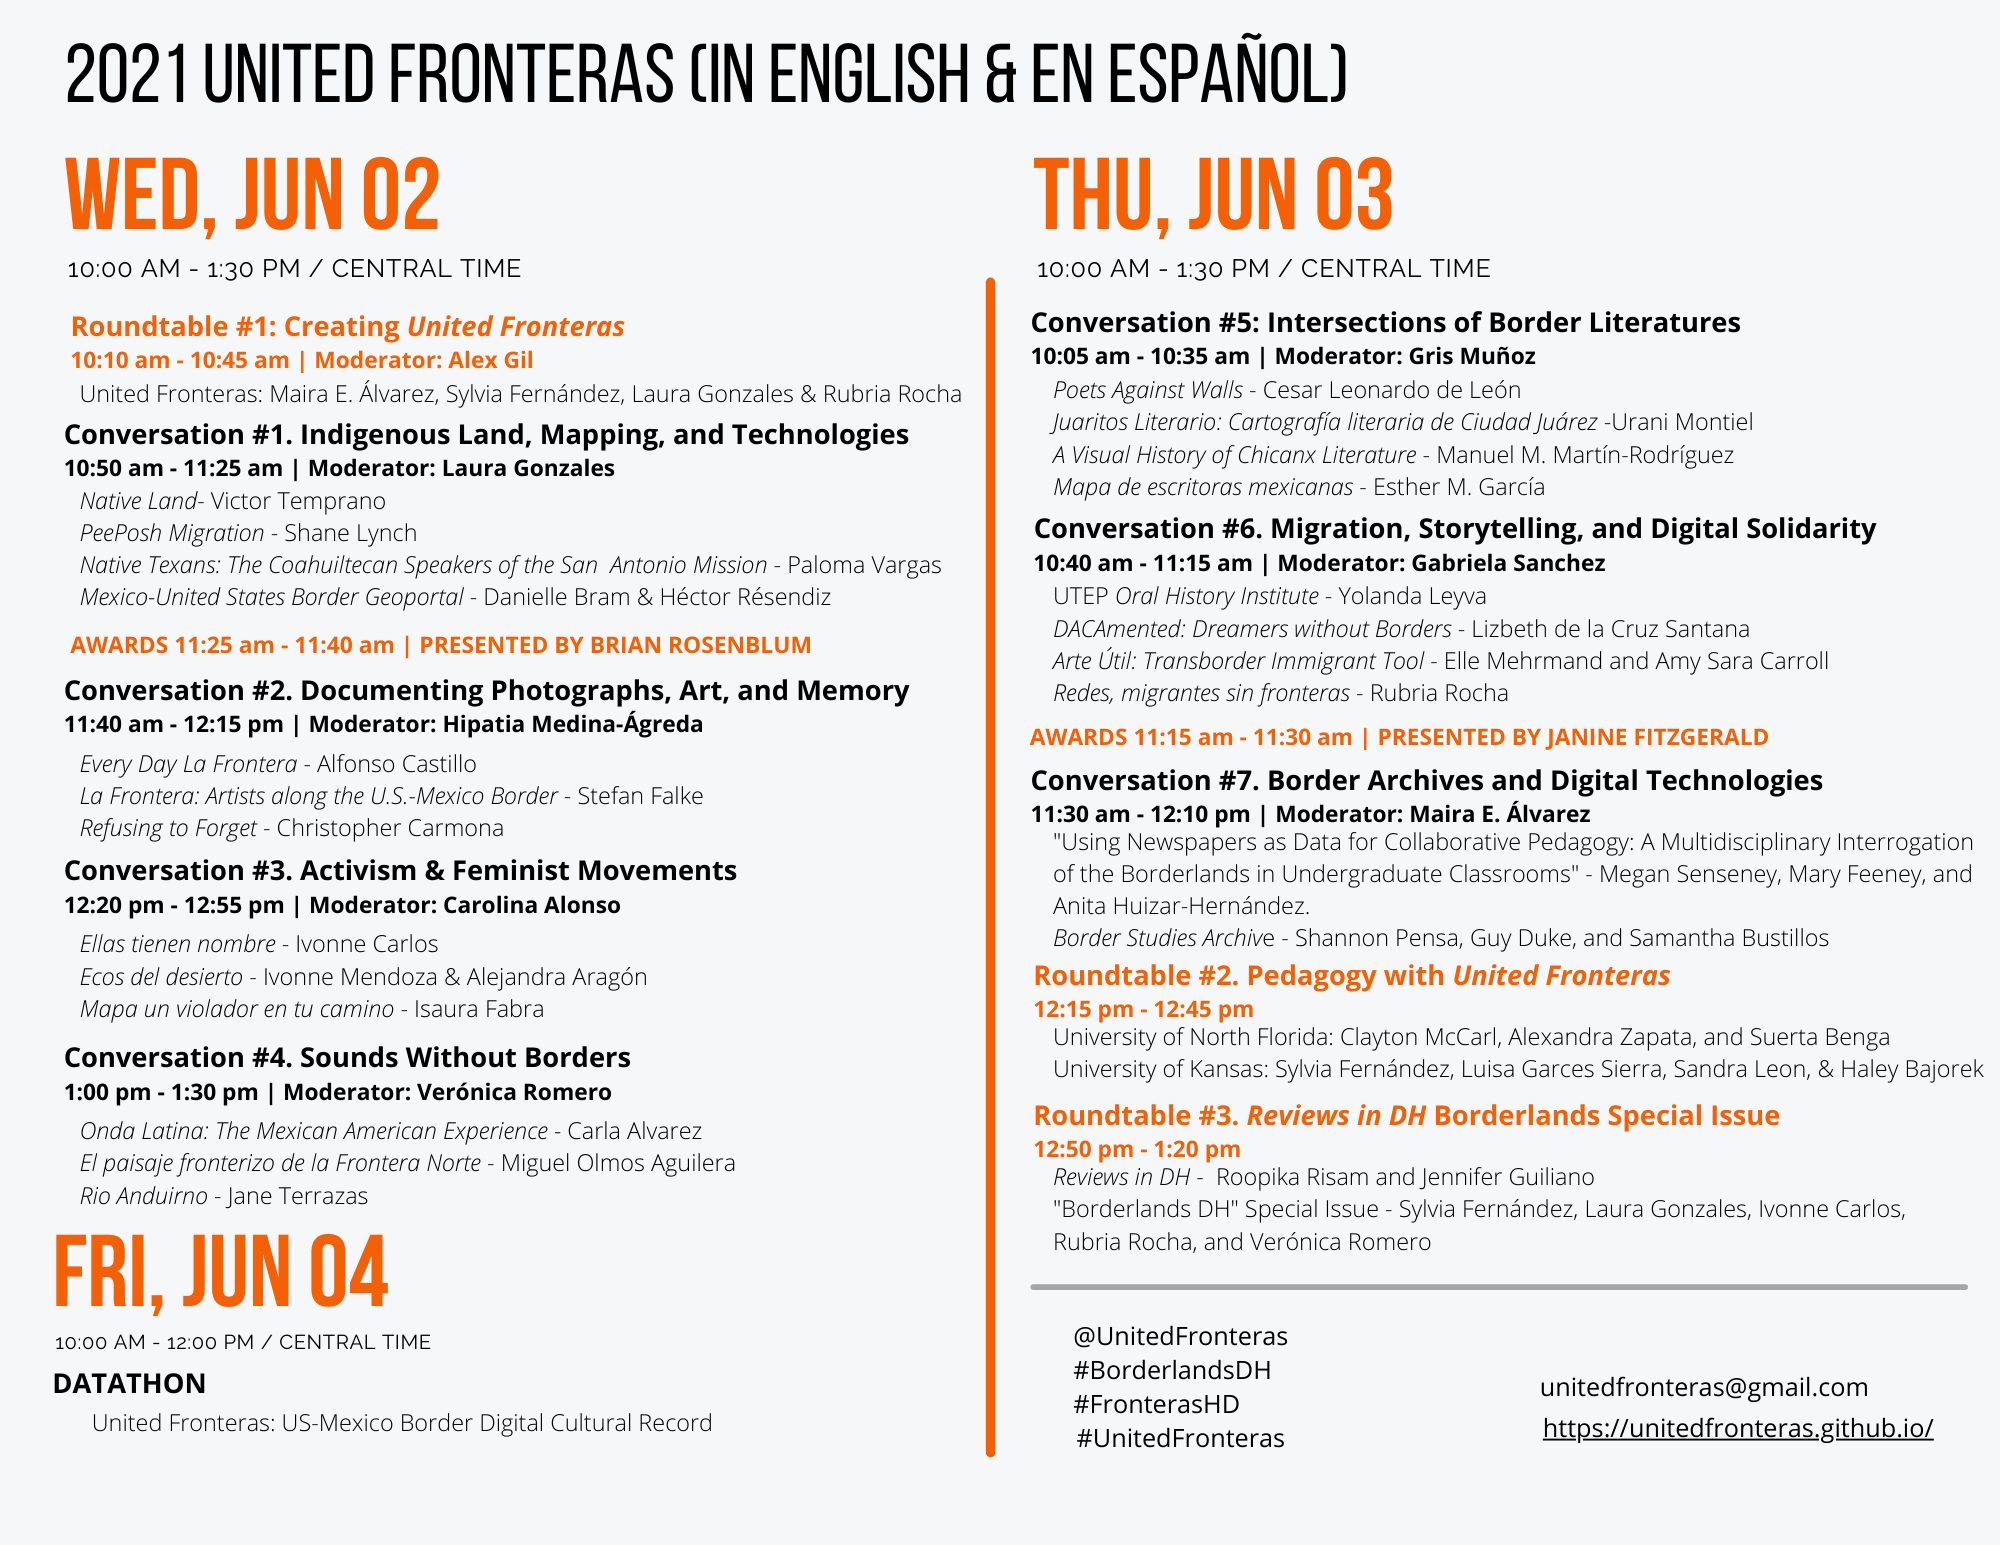 2021 UNITED FRONTERAS (IN ENGLISH & EN ESPAÑOL)
WED, JUN 02
10:00 AM - 1:30 PM / CENTRAL TIME
Roundtable #1: Creating United Fronteras
10:10 am - 10:45 am | Moderator: Alex Gil
United Fronteras: Maira E. Álvarez, Sylvia Fernández, Laura Gonzales & Rubria Rocha
Conversation #1. Indigenous Land, Mapping, and Technologies
10:50 am - 11:25 am | Moderator: Laura Gonzales
Native Land- Victor Temprano
PeePosh Migration - Shane Lynch
Native Texans: The Coahuiltecan Speakers of the San  Antonio Mission - Paloma Vargas
Mexico-United States Border Geoportal - Danielle Bram & Héctor Résendiz
AWARDS 11:25 am - 11:40 am | PRESENTED BY BRIAN ROSENBLUM
Conversation #2. Documenting Photographs, Art, and Memory
11:40 am - 12:15 pm | Moderator: Hipatia Medina-Ágreda
Every Day La Frontera - Alfonso Castillo
La Frontera: Artists along the U.S.-Mexico Border - Stefan Falke
Refusing to Forget - Christopher Carmona
Conversation #3. Activism & Feminist Movements
12:20 pm - 12:55 pm | Moderator: Carolina Alonso
Ellas tienen nombre - Ivonne Carlos
Ecos del desierto - Ivonne Mendoza & Alejandra Aragón
Mapa un violador en tu camino - Isaura Fabra
Conversation #4. Sounds Without Borders
1:00 pm - 1:30 pm | Moderator: Verónica Romero
Onda Latina: The Mexican American Experience - Carla Alvarez
El paisaje fronterizo de la Frontera Norte - Miguel Olmos Aguilera
Rio Anduirno - Jane Terrazas
FRI, JUN 04
10:00 AM - 12:00 PM / CENTRAL TIME
DATATHON
United Fronteras: US-Mexico Border Digital Cultural Record
THU, JUN 03
10:00 AM - 1:30 PM / CENTRAL TIME
Conversation #5: Intersections of Border Literatures
10:05 am - 10:35 am | Moderator: Gris Muñoz
Poets Against Walls - Cesar Leonardo de León
Juaritos Literario: Cartografía literaria de Ciudad Juárez -Urani Montiel
A Visual History of Chicanx Literature - Manuel M. Martín-Rodríguez
Mapa de escritoras mexicanas - Esther M. García
Conversation #6. Migration, Storytelling, and Digital Solidarity
10:40 am - 11:15 am | Moderator: Gabriela Sanchez
UTEP Oral History Institute - Yolanda Leyva
DACAmented: Dreamers without Borders - Lizbeth de la Cruz Santana
Arte Útil: Transborder Immigrant Tool - Elle Mehrmand and Amy Sara Carroll
Redes, migrantes sin fronteras - Rubria Rocha
AWARDS 11:15 am - 11:30 am | PRESENTED BY JANINE FITZGERALD
Conversation #7. Border Archives and Digital Technologies
11:30 am - 12:10 pm | Moderator: Maira E. Álvarez
"Using Newspapers as Data for Collaborative Pedagogy: A Multidisciplinary Interrogation
of the Borderlands in Undergraduate Classrooms" - Megan Senseney, Mary Feeney, and
Anita Huizar-Hernández.
Border Studies Archive - Shannon Pensa, Guy Duke, and Samantha Bustillos
Roundtable #2. Pedagogy with United Fronteras
12:15 pm - 12:45 pm
University of North Florida: Clayton McCarl, Alexandra Zapata, and Suerta Benga
University of Kansas: Sylvia Fernández, Luisa Garces Sierra, Sandra Leon, & Haley Bajorek
Roundtable #3. Reviews in DH Borderlands Special Issue
12:50 pm - 1:20 pm
Reviews in DH -  Roopika Risam and Jennifer Guiliano
"Borderlands DH" Special Issue - Sylvia Fernández, Laura Gonzales, Ivonne Carlos,
Rubria Rocha, and Verónica Romero
@UnitedFronteras
#BorderlandsDH
#FronterasHD
#UnitedFronteras
unitedfronteras@gmail.com
https://unitedfronteras.github.io/